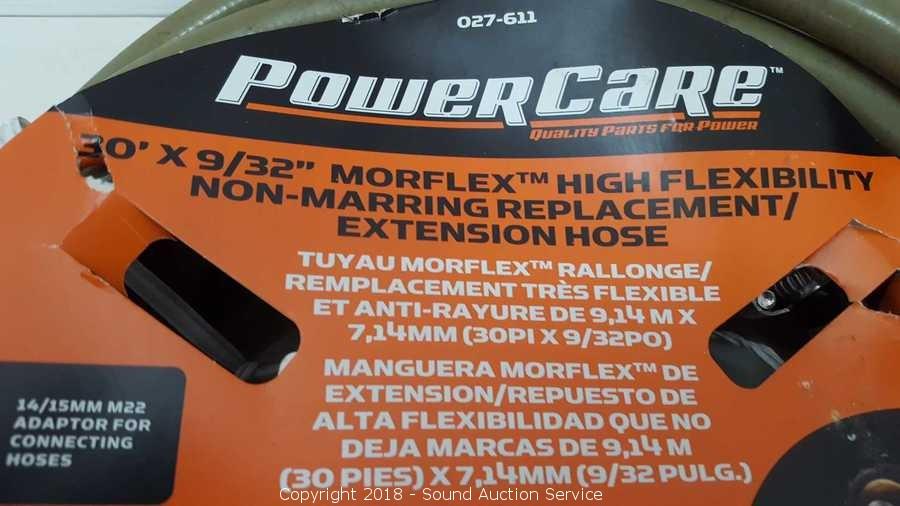 027-611
PowerCare™
Quality Parts for Power
30' X 9/32" MORFLEX™ HIGH FLEXIBILITY
NON-MARRING REPLACEMENT/
EXTENSION HOSE
TUYAU MORFLEX™ RALLONGE/
REMPLACEMENT TRÈS FLEXIBLE
ET ANTI-RAYURE DE 9,14 M X
7,14MM (30PI X 9/32PO)
MANGUERA MORFLEX™ DE
EXTENSION/REPUESTO DE
ALTA FLEXIBILIDAD QUE NO
DEJA MARCAS DE 9,14 M
(30 PIES) X 7,14MM (9/32 PULG.)
14/15MM M22
ADAPTOR FOR
CONNECTING
HOSES
Copyright 2018 - Sound Auction Service